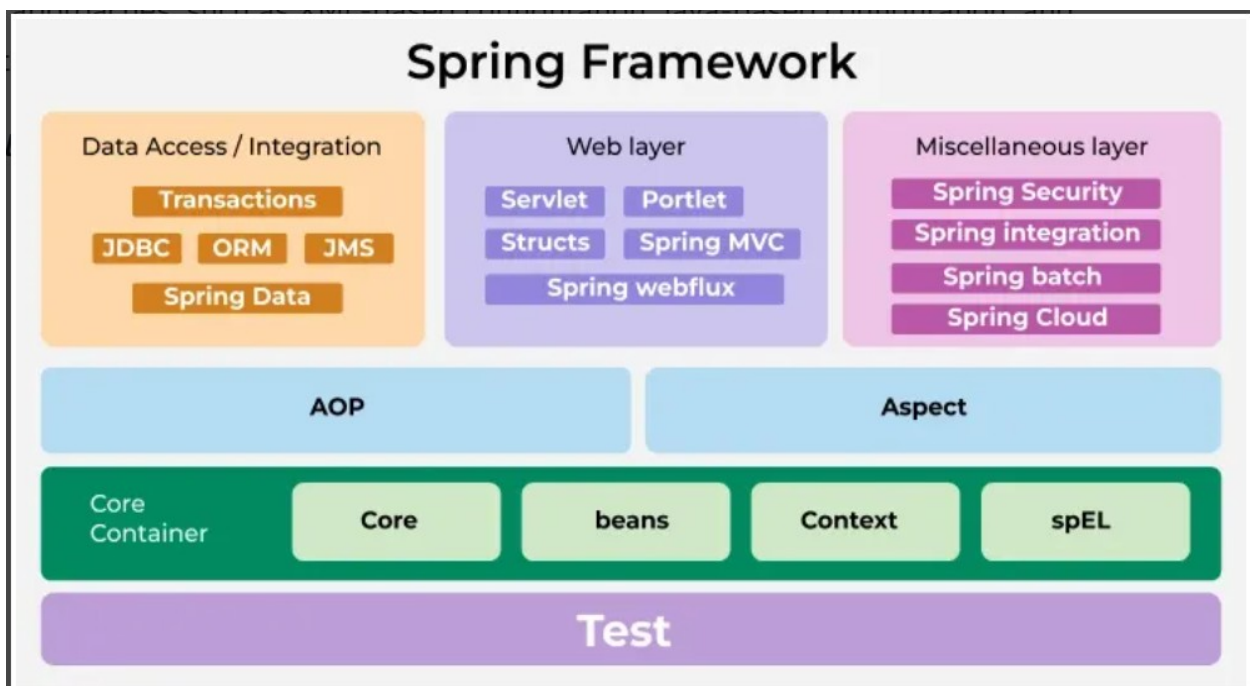 Spring Framework
Data Access / Integration
Transactions
JDBC ORM JMS
Spring Data
Web layer
Servlet Portlet
Structs Spring MVC
Spring webflux
Miscellaneous layer
Spring Security
Spring integration
Spring batch
Spring Cloud
AOP Aspect
Core
Container
Core beans Context spEL
Test